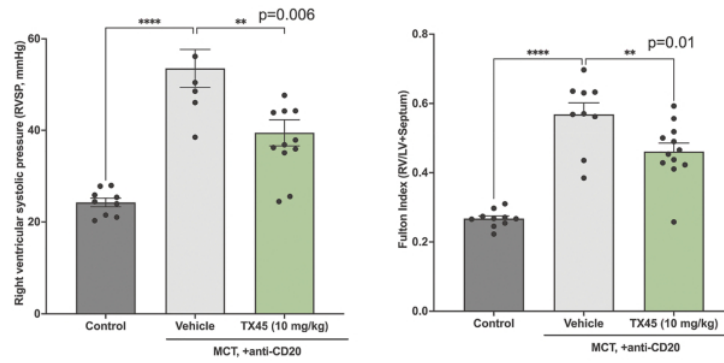 p=0.006
****
**
Right ventricular systolic pressure (RVSP, mmHg)
60
40
20
0
Control
Vehicle
TX45 (10 mg/kg)
MCT, +anti-CD20
p=0.01
****
**
Fulton Index (RV/LV+Septum)
0.8
0.6
0.4
0.2
0.0
Control
Vehicle
TX45 (10 mg/kg)
MCT, +anti-CD20